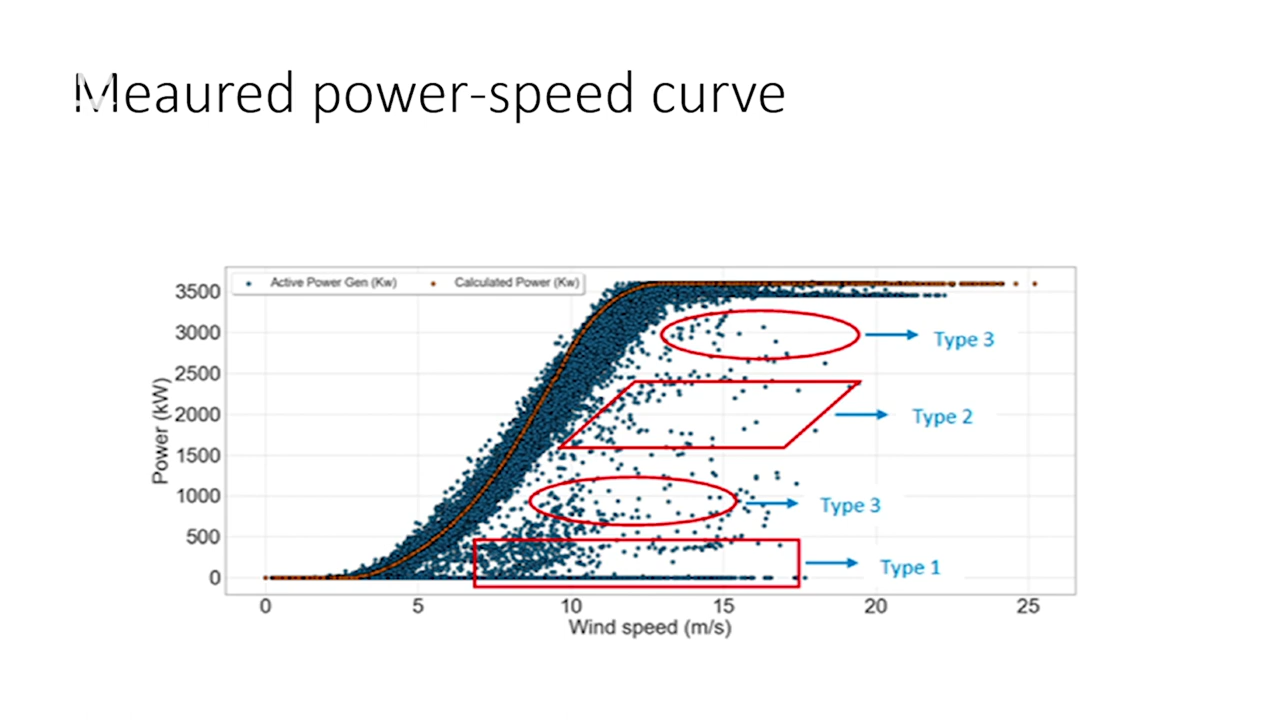 Meaured power-speed curve
Active Power Gen (Kw)
Calculated Power (Kw)
3500
3000
2500
2000
1500
1000
500
0
Power (kW)
Type 3
Type 2
Type 3
Type 1
0 5 10 15 20 25
Wind speed (m/s)